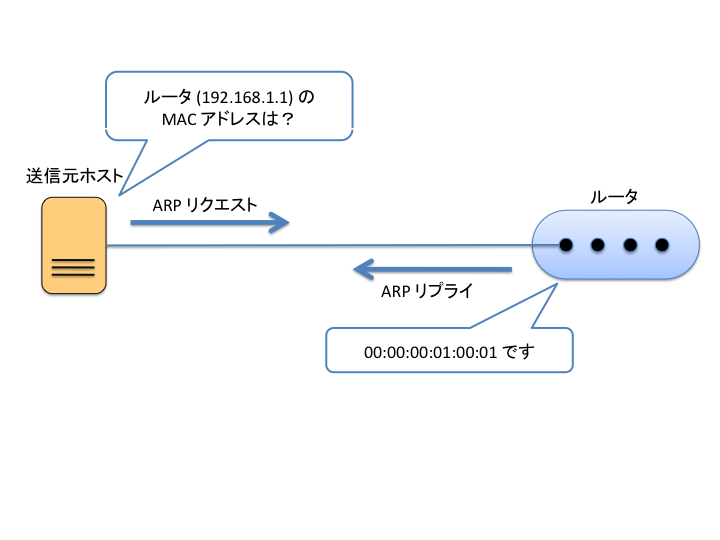 ルータ (192.168.1.1) の
MAC アドレスは？
送信元ホスト
ARP リクエスト
ルータ
ARP リプライ
00:00:00:01:00:01 です